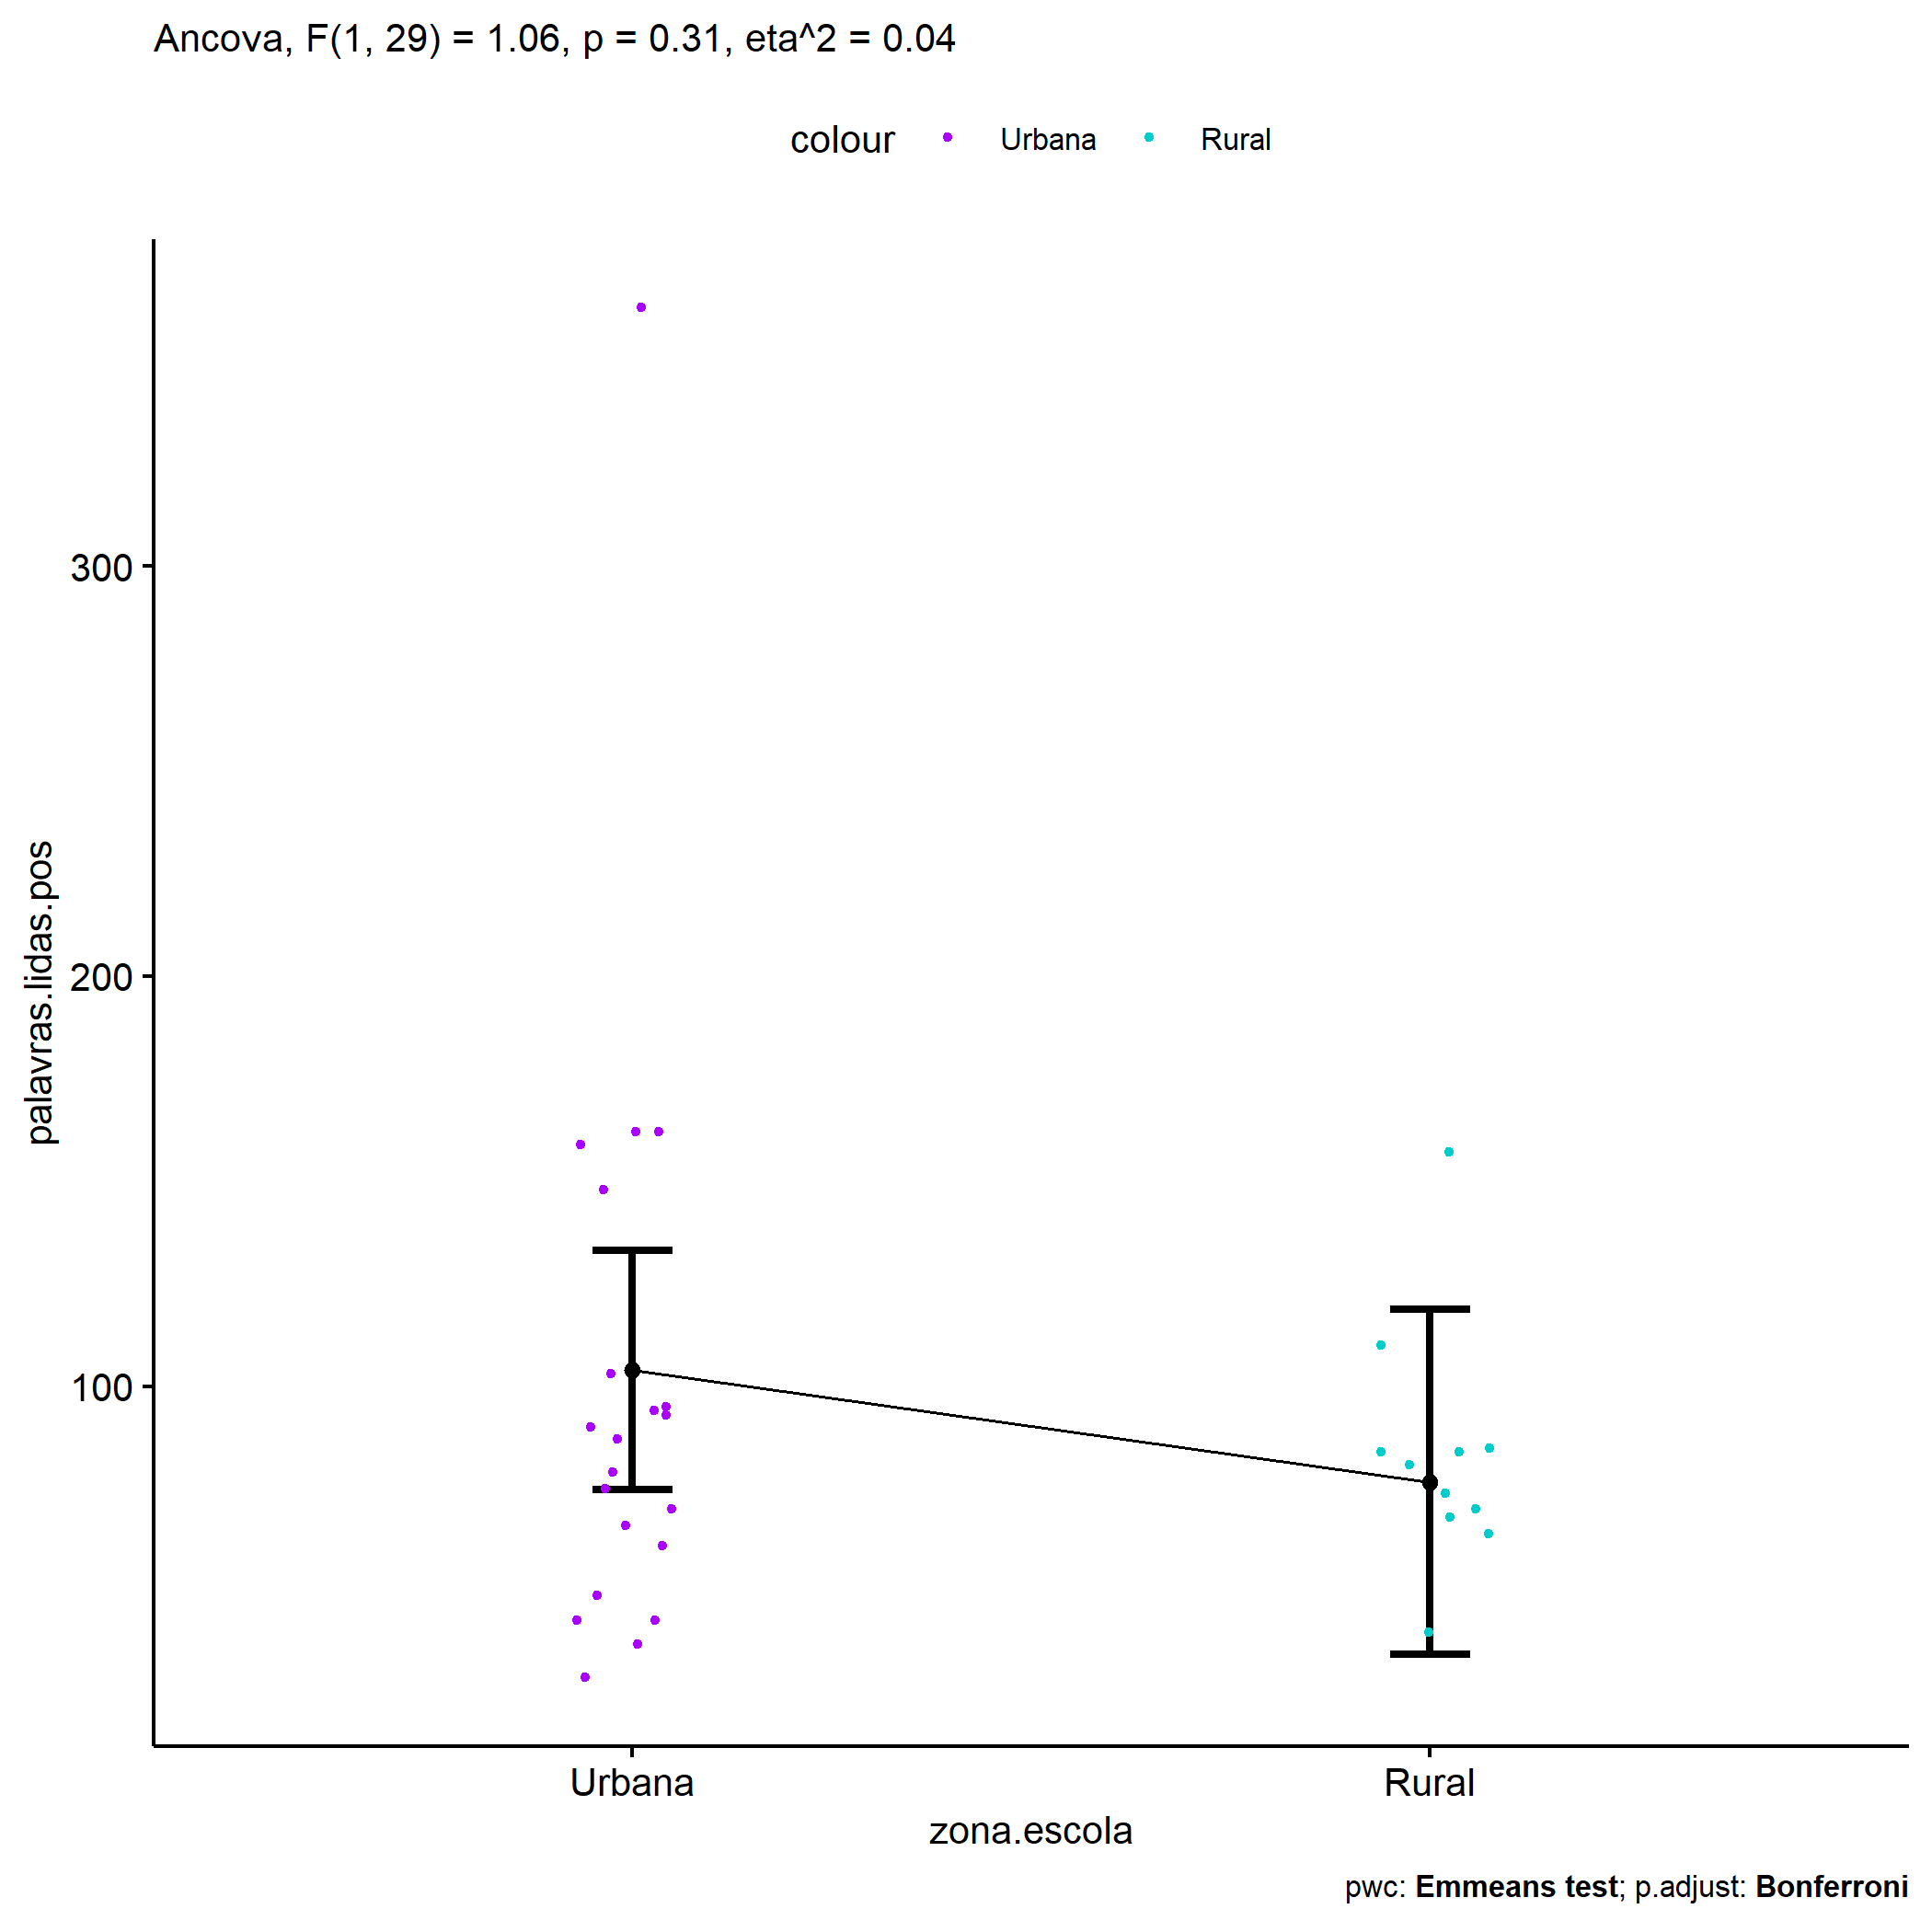 Ancova, F(1, 29) = 1.06, p = 0.31, eta^2 = 0.04
colour Urbana Rural
300
200
100
palavras.lidas.pos
Urbana Rural
zona.escola
pwc: Emmeans test; p.adjust: Bonferroni